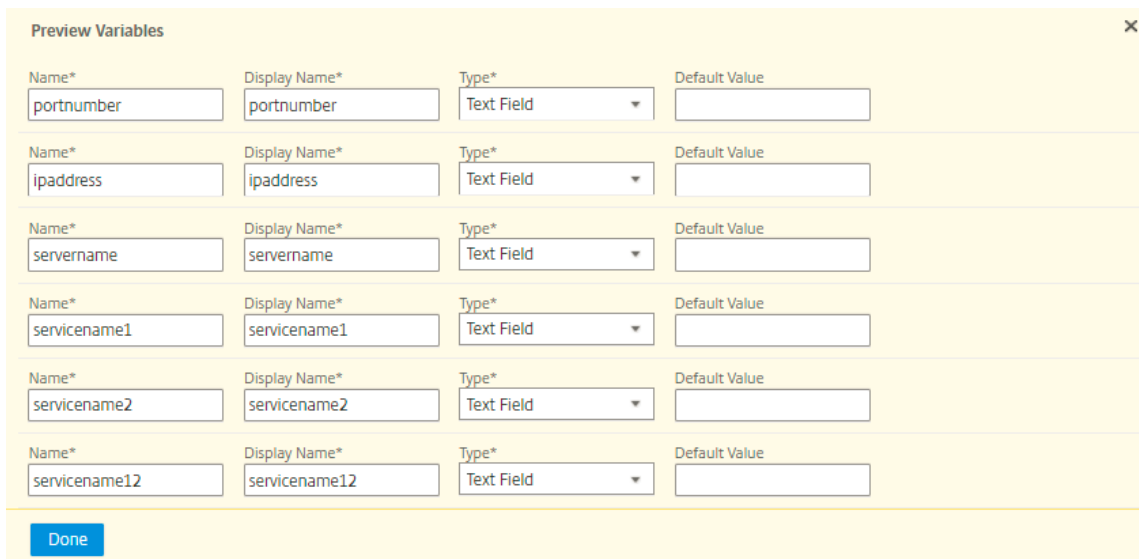 Preview Variables ×
Name* Display Name* Type* Default Value
portnumber portnumber Text Field
Name* Display Name* Type* Default Value
ipaddress ipaddress Text Field
Name* Display Name* Type* Default Value
servername servername Text Field
Name* Display Name* Type* Default Value
servicename1 servicename1 Text Field
Name* Display Name* Type* Default Value
servicename2 servicename2 Text Field
Name* Display Name* Type* Default Value
servicename12 servicename12 Text Field
Done